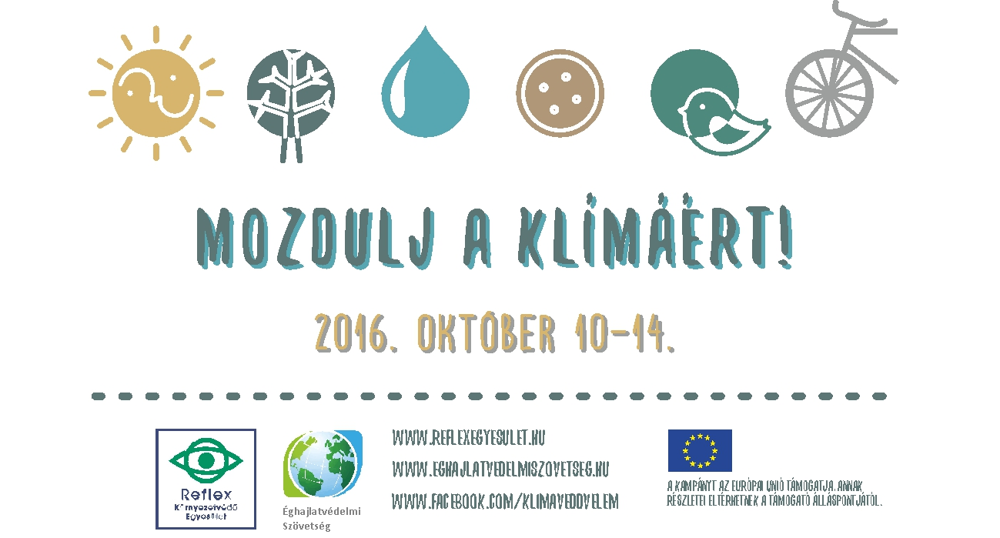 MOZDULJ A KLÍMÁÉRT!
2016. OKTÓBER 10-14.
WWW.REFLEXEGYESULET.HU
WWW.EGHAJLATVEDELMISZOVETSEG.HU
WWW.FACEBOOK.COM/KLIMAVEDOVELEM
Reflex
K rnyezetvédő
Egyesület
Éghajlatvédelmi
Szövetség
A KAMPÁNYT AZ EURÓPAI UNIÓ TÁMOGATJA. ANNAK
RÉSZLETEI ELTÉRHETNEK A TÁMOGATÓ ÁLLÁSPONTJÁTÓL.